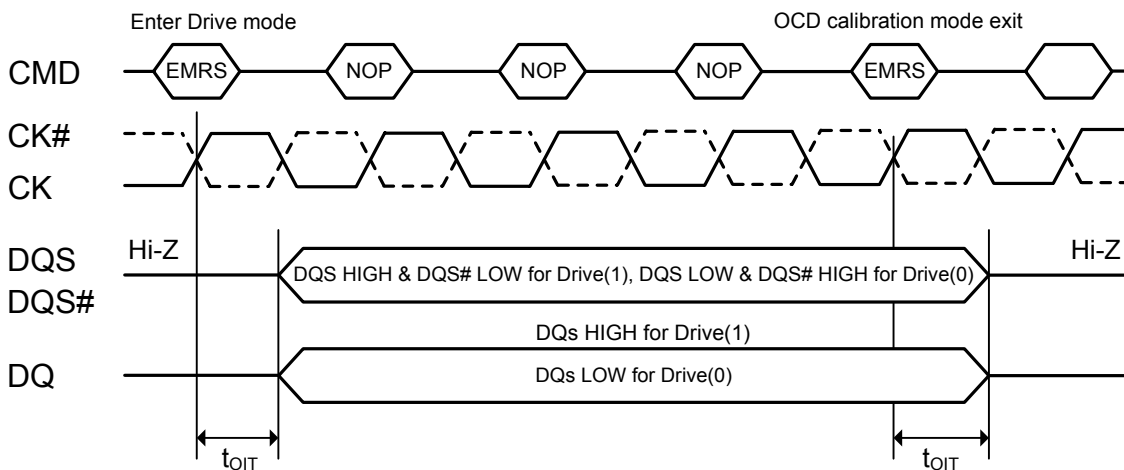 Enter Drive mode
OCD calibration mode exit
CMD
EMRS
NOP
NOP
NOP
EMRS
CK#
CK
DQS
DQS#
Hi-Z
DQS HIGH & DQS# LOW for Drive(1), DQS LOW & DQS# HIGH for Drive(0)
Hi-Z
DQs HIGH for Drive(1)
DQ
DQs LOW for Drive(0)
tOIT
tOIT